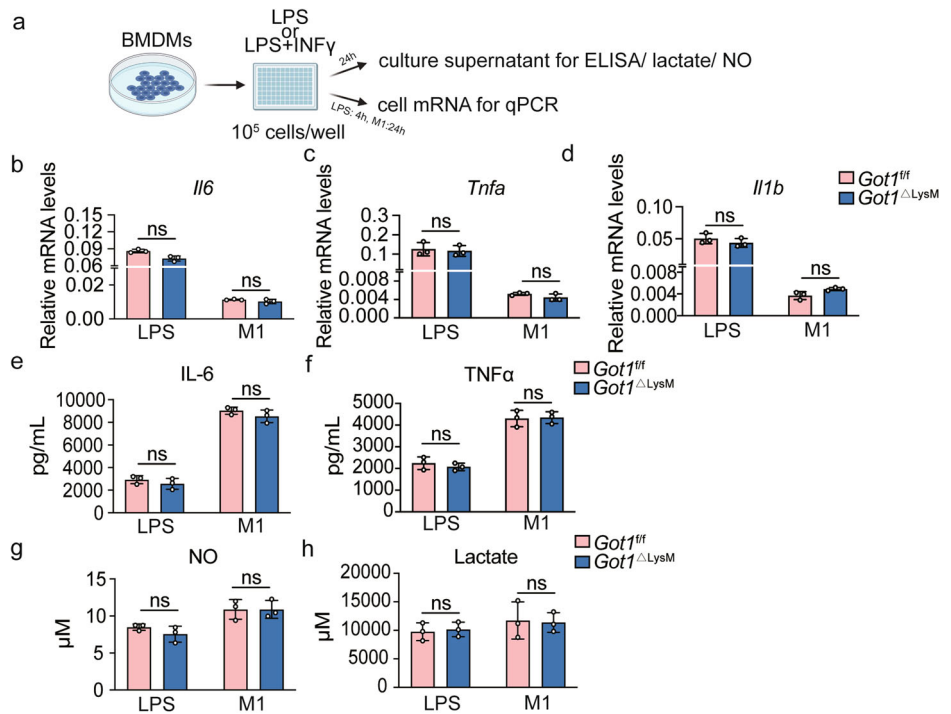 a
BMDMs
LPS
or
LPS+INFγ
10⁵ cells/well
24h
culture supernatant for ELISA/ lactate/ NO
LPS: 4h, M1:24h
cell mRNA for qPCR
b
Il6
Relative mRNA levels
0.15
0.12
0.09
0.06
0.02
0.00
ns
ns
LPS
M1
c
Tnfa
Relative mRNA levels
0.3
0.2
0.1
0.008
0.004
0.000
ns
ns
LPS
M1
d
Il1b
Relative mRNA levels
0.10
0.05
0.008
0.004
0.000
ns
ns
LPS
M1
Got1f/f
Got1△LysM
e
IL-6
pg/mL
10000
8000
6000
4000
2000
0
ns
ns
LPS
M1
f
TNFα
pg/mL
5000
4000
3000
2000
1000
0
ns
ns
LPS
M1
Got1f/f
Got1△LysM
g
NO
µM
15
10
5
0
ns
ns
LPS
M1
h
Lactate
µM
20000
15000
10000
5000
0
ns
ns
LPS
M1
Got1f/f
Got1△LysM